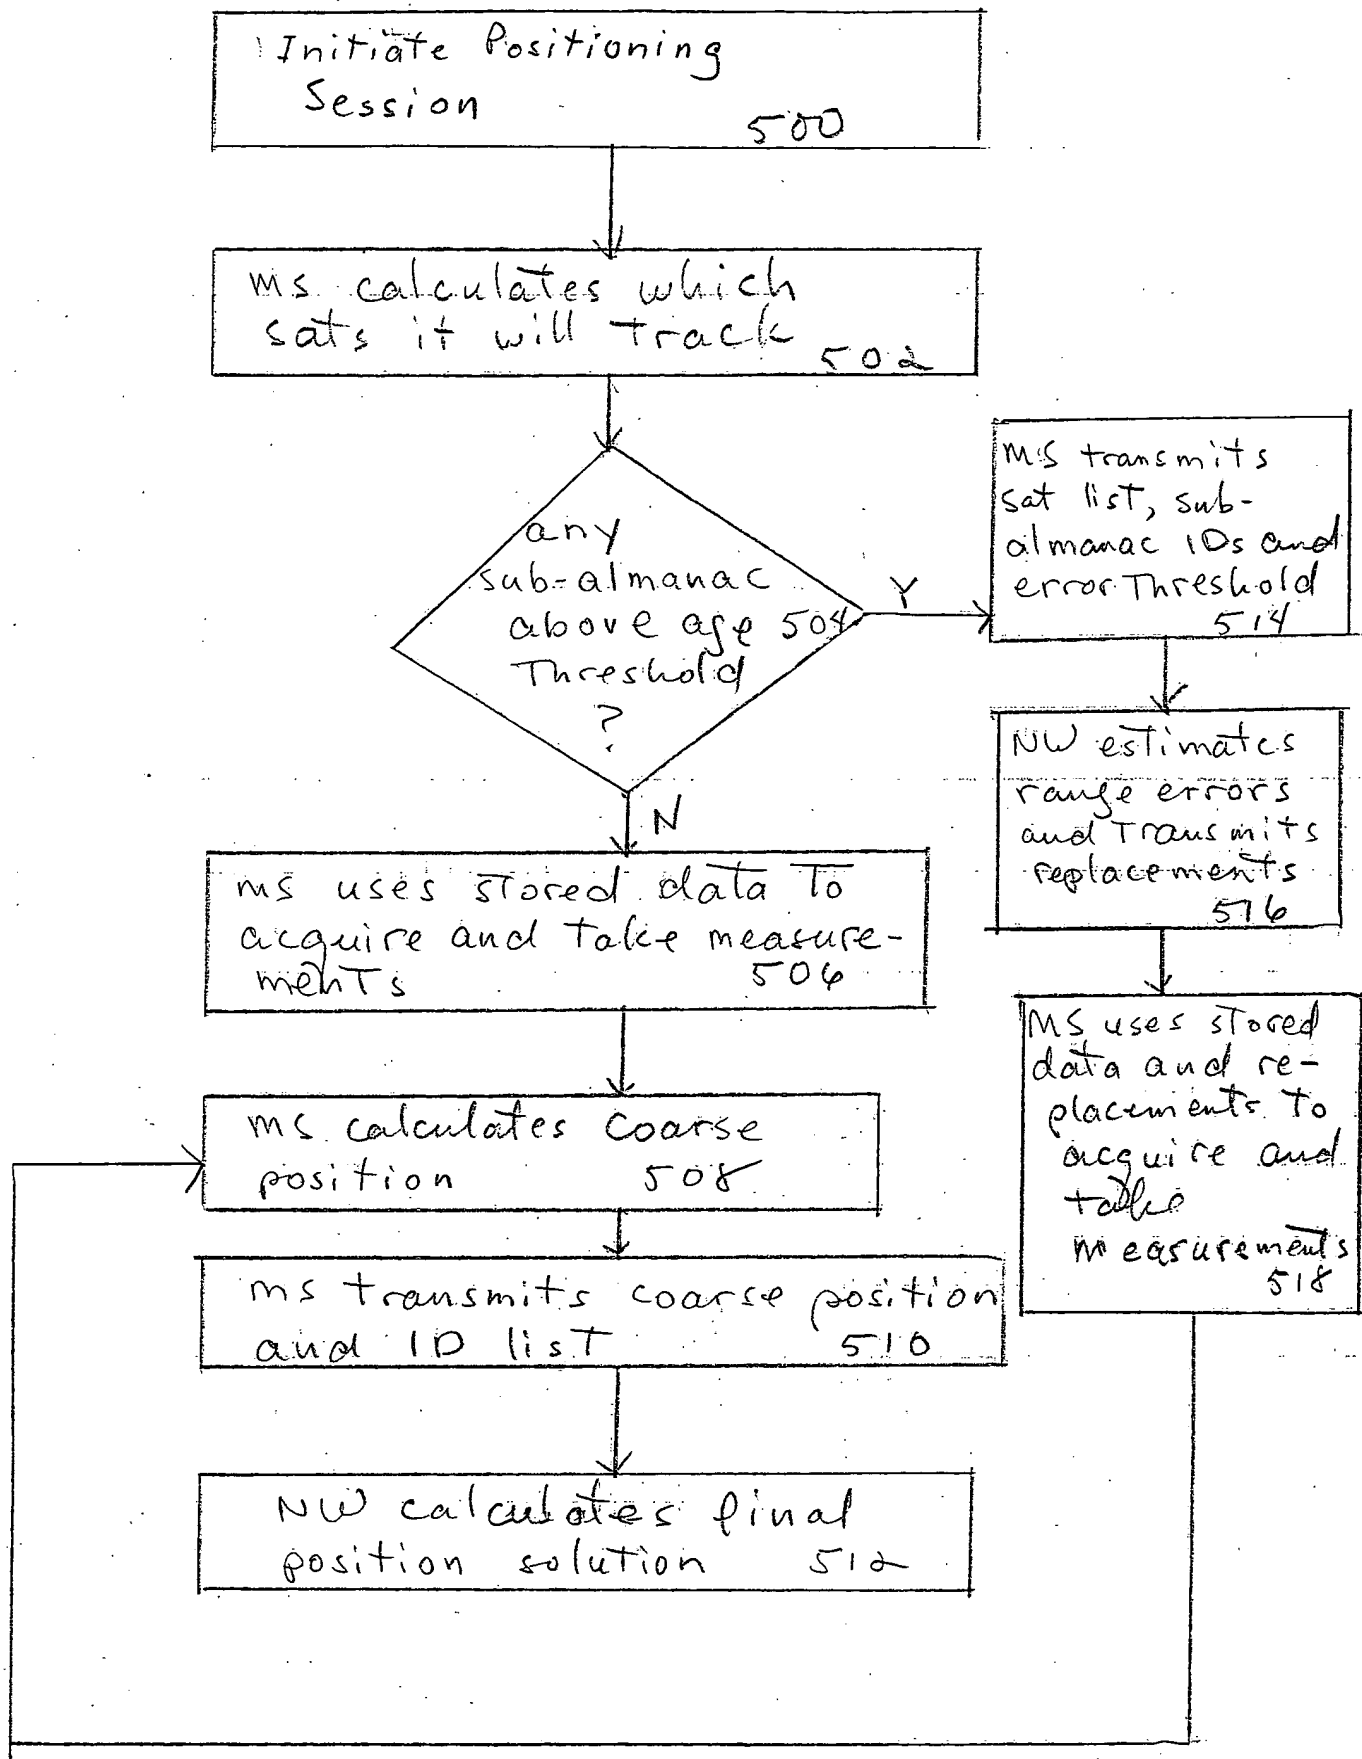 Initiate Positioning
Session
500
ms calculates which
sats it will track
502
any
sub-almanac
above age 504
Threshold
?
Y
N
ms uses stored data to
acquire and take measure-
ments 506
ms calculates coarse
position 508
ms transmits coarse position
and ID list 510
NW calculates final
position solution 512
MS transmits
sat list, sub-
almanac IDs and
error Threshold
514
NW estimates
range errors
and transmits
replacements
516
MS uses stored
data and re-
placements to
acquire and
take
measurements
518